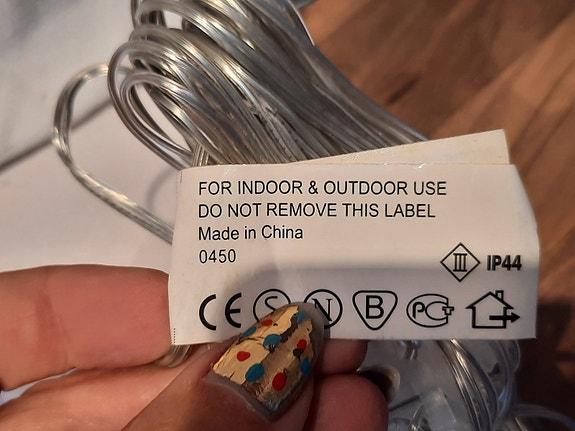 FOR INDOOR & OUTDOOR USE
DO NOT REMOVE THIS LABEL
Made in China
0450
III IP44
CE S N B PCT